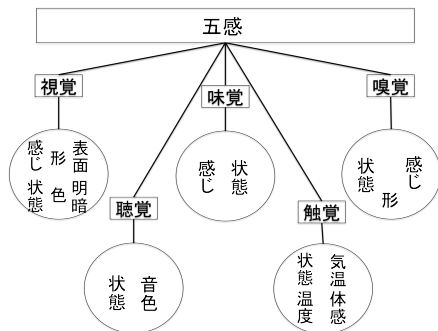 五感
視覚
味覚
嗅覚
表面
形
感じ
明暗
色
状態
状態
感じ
感じ
状態
形
聴覚
触覚
音色
状態
気温
状態
体感
温度